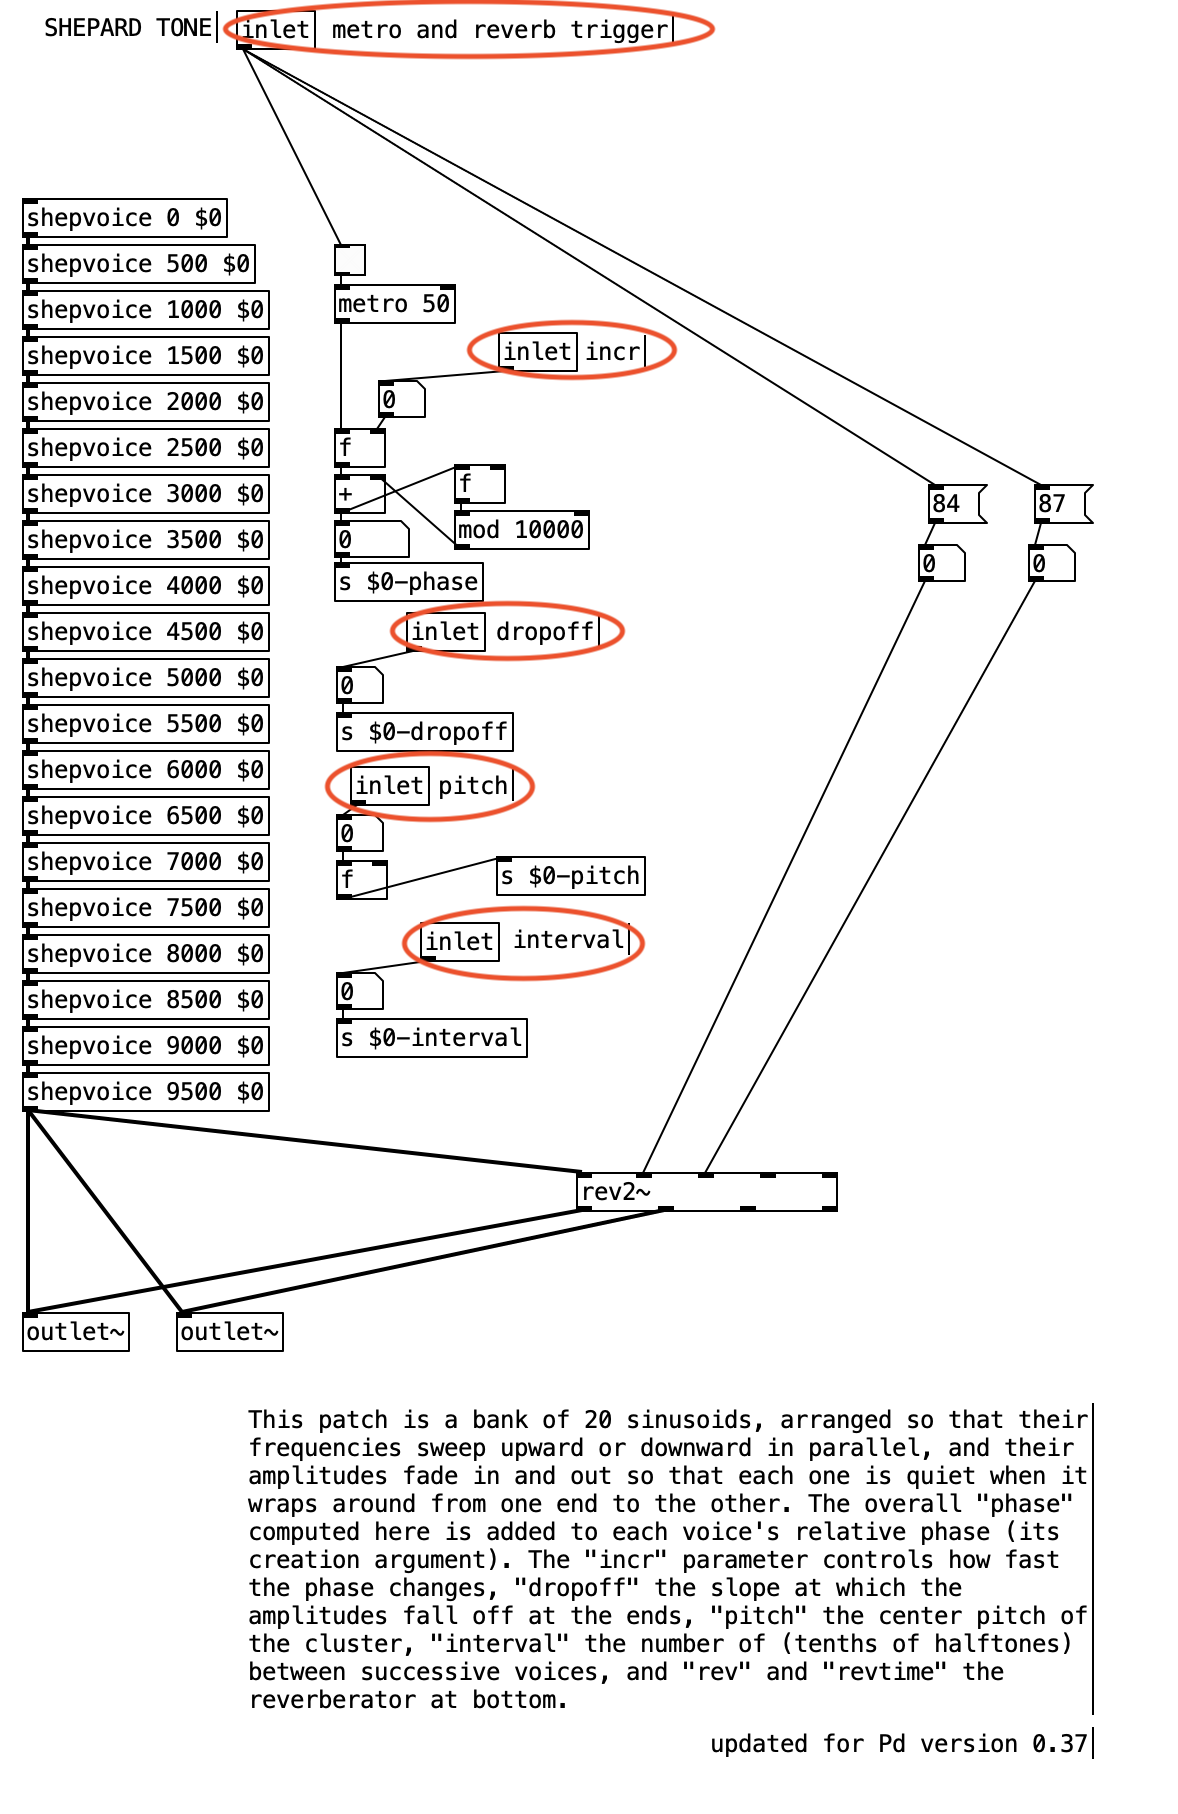 SHEPARD TONE
inlet metro and reverb trigger
shepvoice 0 $0
shepvoice 500 $0
shepvoice 1000 $0
shepvoice 1500 $0
shepvoice 2000 $0
shepvoice 2500 $0
shepvoice 3000 $0
shepvoice 3500 $0
shepvoice 4000 $0
shepvoice 4500 $0
shepvoice 5000 $0
shepvoice 5500 $0
shepvoice 6000 $0
shepvoice 6500 $0
shepvoice 7000 $0
shepvoice 7500 $0
shepvoice 8000 $0
shepvoice 8500 $0
shepvoice 9000 $0
shepvoice 9500 $0
metro 50
inlet incr
0
f
+
f
mod 10000
0
s $0-phase
inlet dropoff
0
s $0-dropoff
inlet pitch
0
f
s $0-pitch
inlet interval
0
s $0-interval
84
87
0
0
rev2~
outlet~
outlet~
This patch is a bank of 20 sinusoids, arranged so that their
frequencies sweep upward or downward in parallel, and their
amplitudes fade in and out so that each one is quiet when it
wraps around from one end to the other. The overall "phase"
computed here is added to each voice's relative phase (its
creation argument). The "incr" parameter controls how fast
the phase changes, "dropoff" the slope at which the
amplitudes fall off at the ends, "pitch" the center pitch of
the cluster, "interval" the number of (tenths of halftones)
between successive voices, and "rev" and "revtime" the
reverberator at bottom.
updated for Pd version 0.37